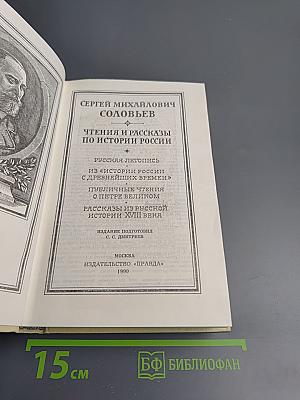 СЕРГЕЙ МИХАЙЛОВИЧ
СОЛОВЬЕВ
ЧТЕНИЯ И РАССКАЗЫ
ПО ИСТОРИИ РОССИИ
РУССКАЯ ЛЕТОПИСЬ
ИЗ «ИСТОРИИ РОССИИ
С ДРЕВНЕЙШИХ ВРЕМЕН»
ПУБЛИЧНЫЕ ЧТЕНИЯ
О ПЕТРЕ ВЕЛИКОМ
РАССКАЗЫ ИЗ РУССКОЙ
ИСТОРИИ XVIII ВЕКА
ИЗДАНИЕ ПОДГОТОВИЛ
С. С. ДМИТРИЕВ
МОСКВА
ИЗДАТЕЛЬСТВО «ПРАВДА»
1990
15 см
БФ БИБЛИОФАН